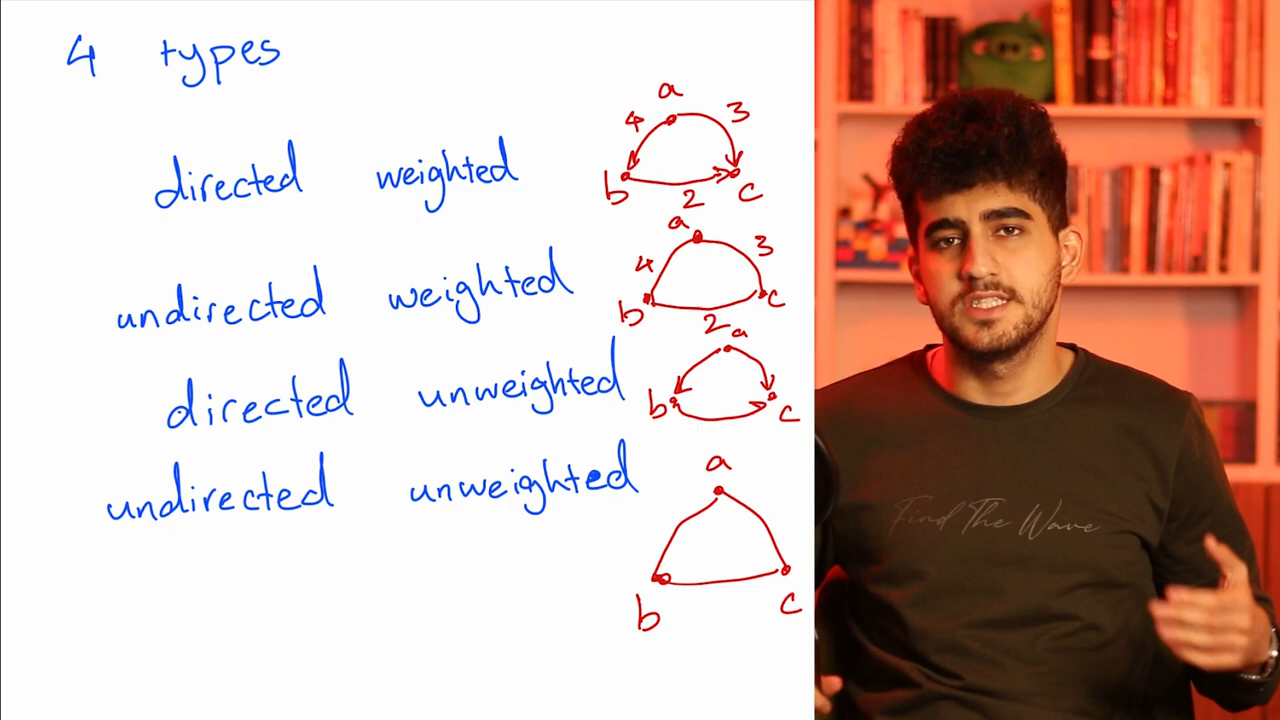 4 types
a
4 3
directed weighted
b 2 c
a
4 3
undirected weighted
b 2 c
a
directed unweighted
b c
a
undirected unweighted
b c
Find The Wave